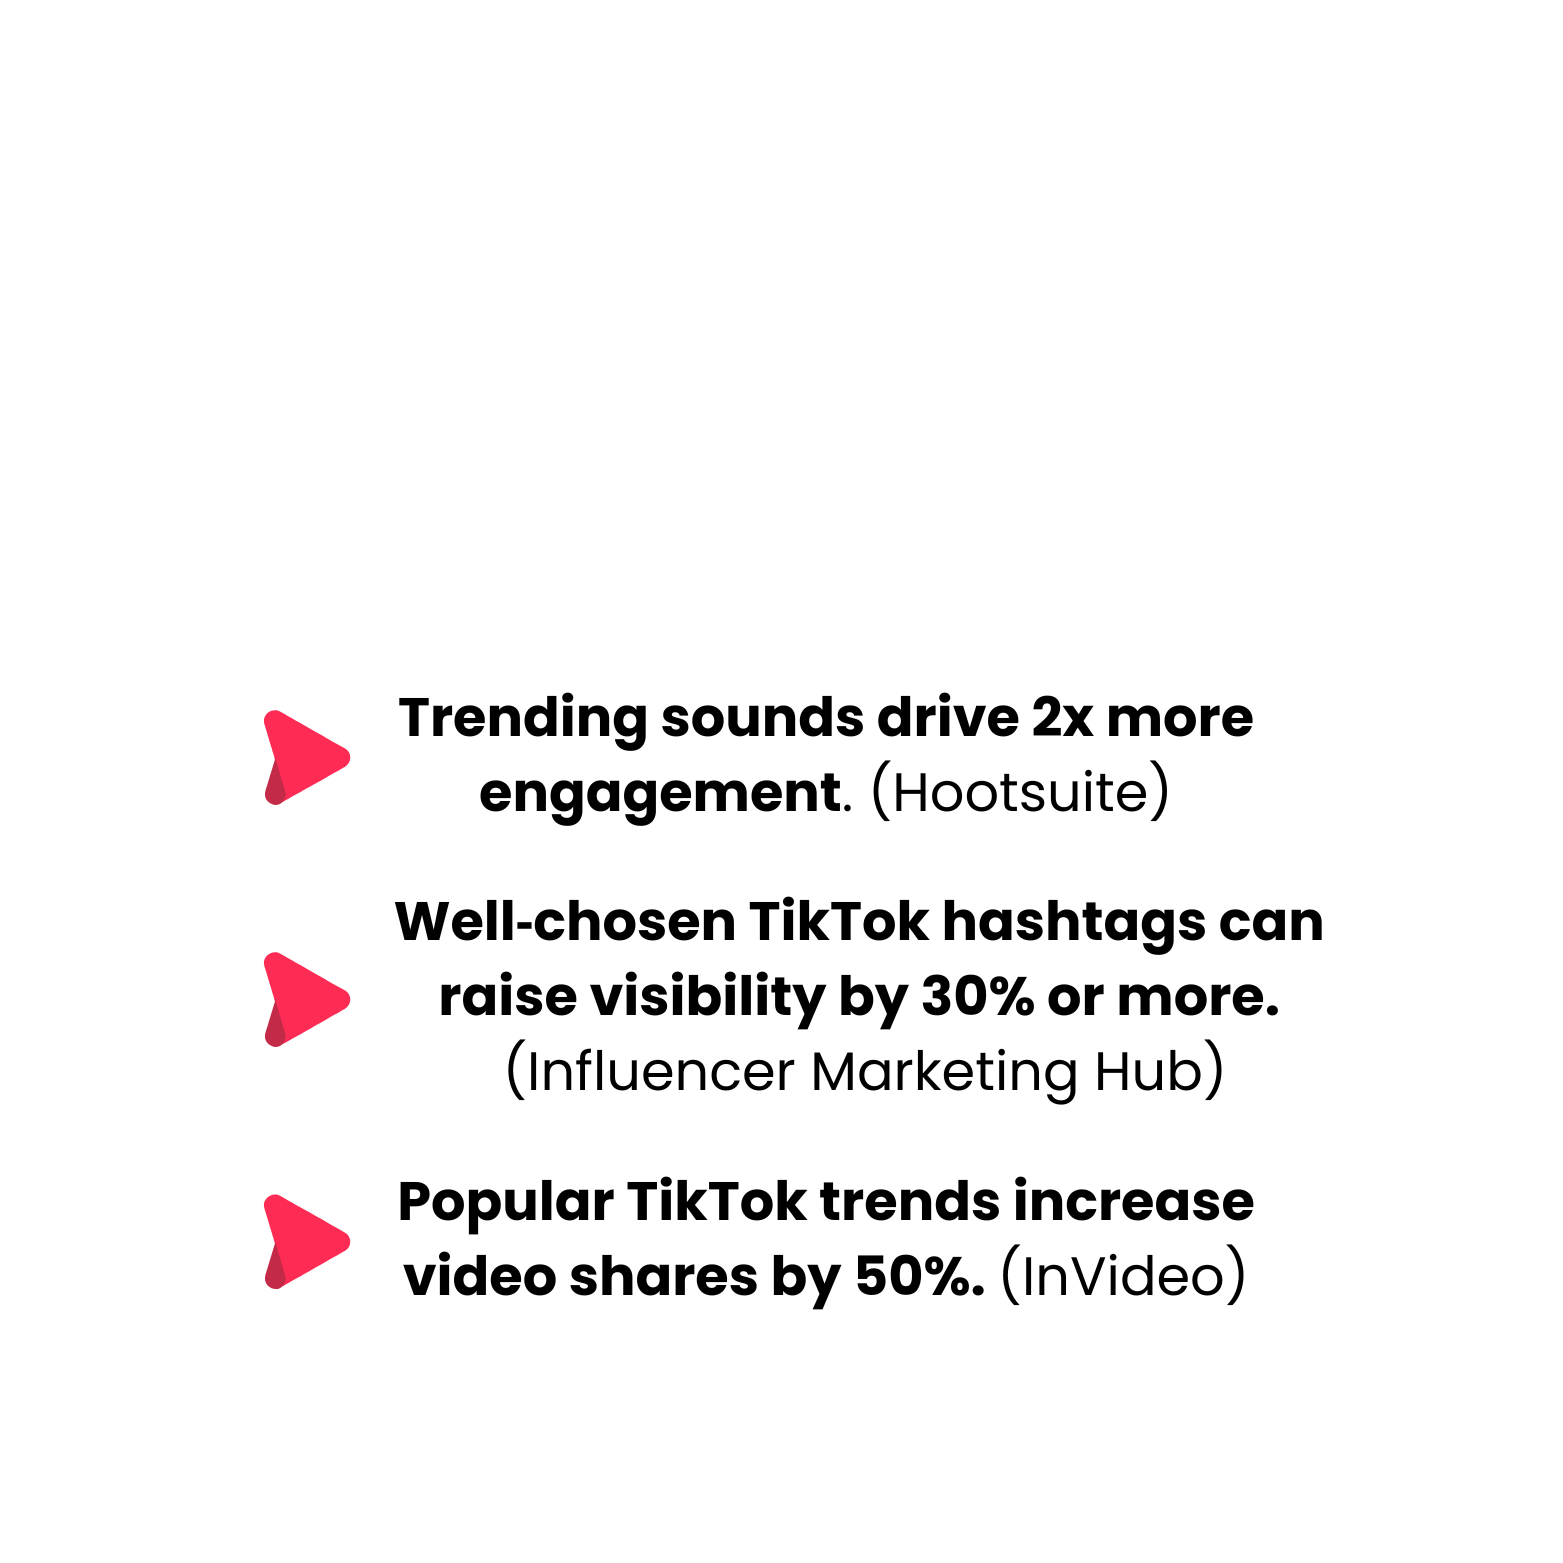 Trending sounds drive 2x more
engagement. (Hootsuite)
Well-chosen TikTok hashtags can
raise visibility by 30% or more.
(Influencer Marketing Hub)
Popular TikTok trends increase
video shares by 50%. (InVideo)